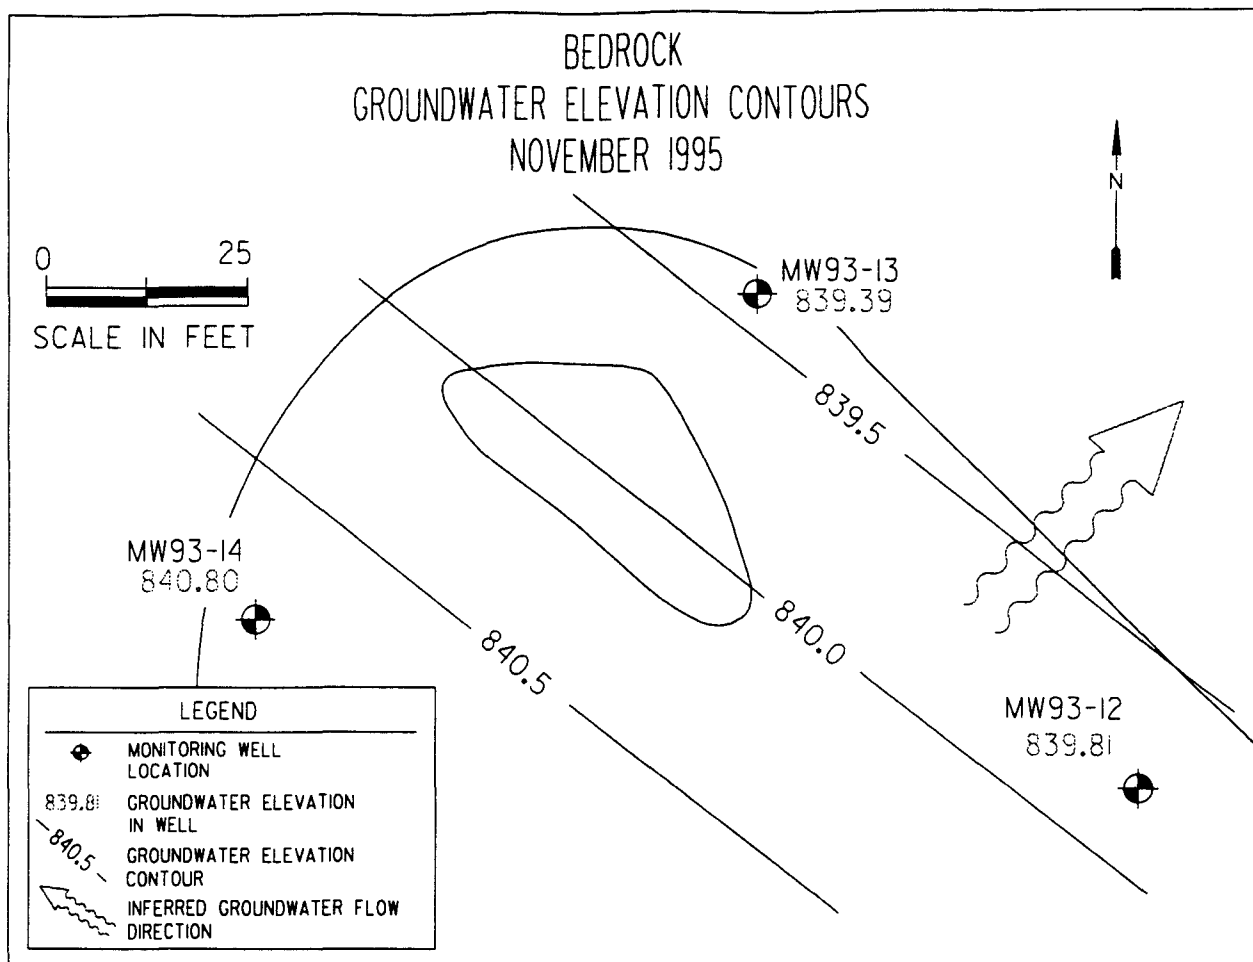 BEDROCK
GROUNDWATER ELEVATION CONTOURS
NOVEMBER 1995
N
0 25
SCALE IN FEET
MW93-13
839.39
839.5
MW93-14
840.80
840.5
840.0
MW93-12
839.81
LEGEND
MONITORING WELL
LOCATION
839.81 GROUNDWATER ELEVATION
IN WELL
840.5 GROUNDWATER ELEVATION
CONTOUR
INFERRED GROUNDWATER FLOW
DIRECTION